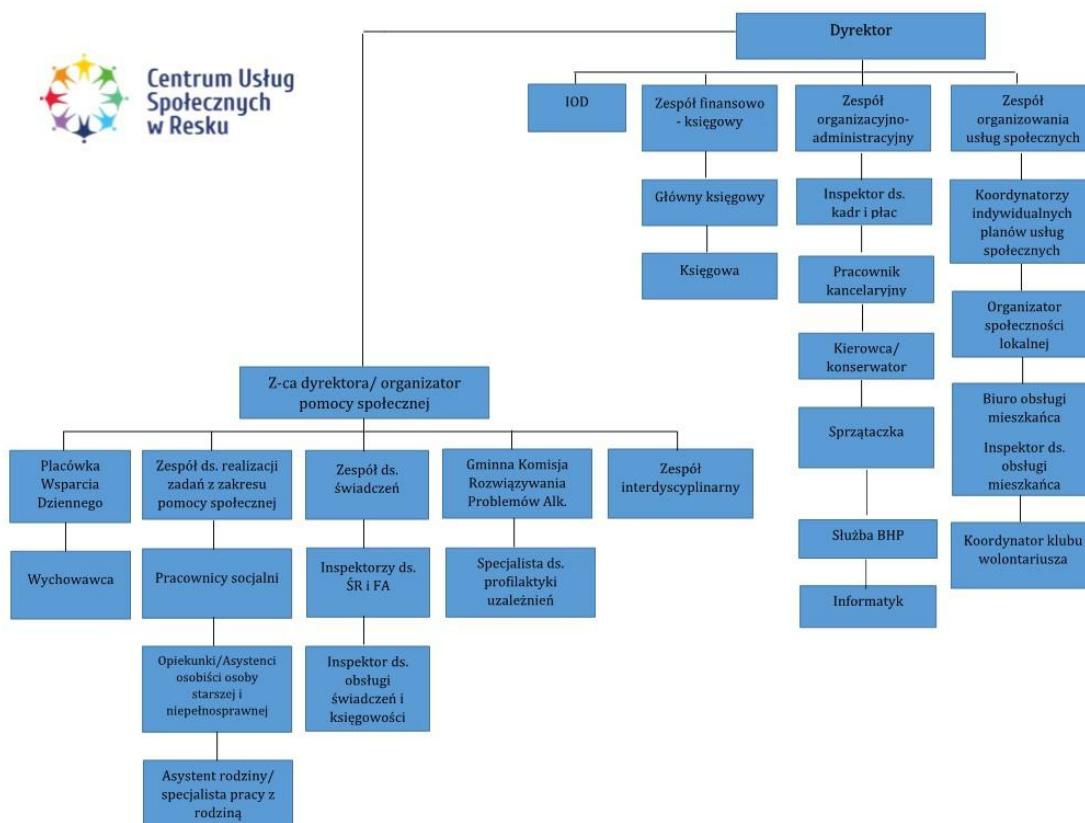 Centrum Usług
Społecznych
w Resku
Dyrektor
IOD
Zespół finansowo
- księgowy
Zespół
organizacyjno-
administracyjny
Zespół
organizowania
usług społecznych
Główny księgowy
Księgowa
Inspektor ds.
kadr i płac
Pracownik
kancelaryjny
Kierowca/
konserwator
Sprzątaczka
Służba BHP
Informatyk
Koordynatorzy
indywidualnych
planów usług
społecznych
Organizator
społeczności
lokalnej
Biuro obsługi
mieszkańca
Inspektor ds.
obsługi
mieszkańca
Koordynator klubu
wolontariusza
Z-ca dyrektora/ organizator
pomocy społecznej
Placówka
Wsparcia
Dziennego
Wychowawca
Zespół ds. realizacji
zadań z zakresu
pomocy społecznej
Pracownicy socjalni
Opiekunki/Asystenci
osobiści osoby
starszej i
niepełnosprawnej
Asystent rodziny/
specjalista pracy z
rodziną
Zespół ds.
świadczeń
Inspektorzy ds.
ŚR i FA
Inspektor ds.
obsługi
świadczeń i
księgowości
Gminna Komisja
Rozwiązywania
Problemów Alk.
Specjalista ds.
profilaktyki
uzależnień
Zespół
interdyscyplinarny